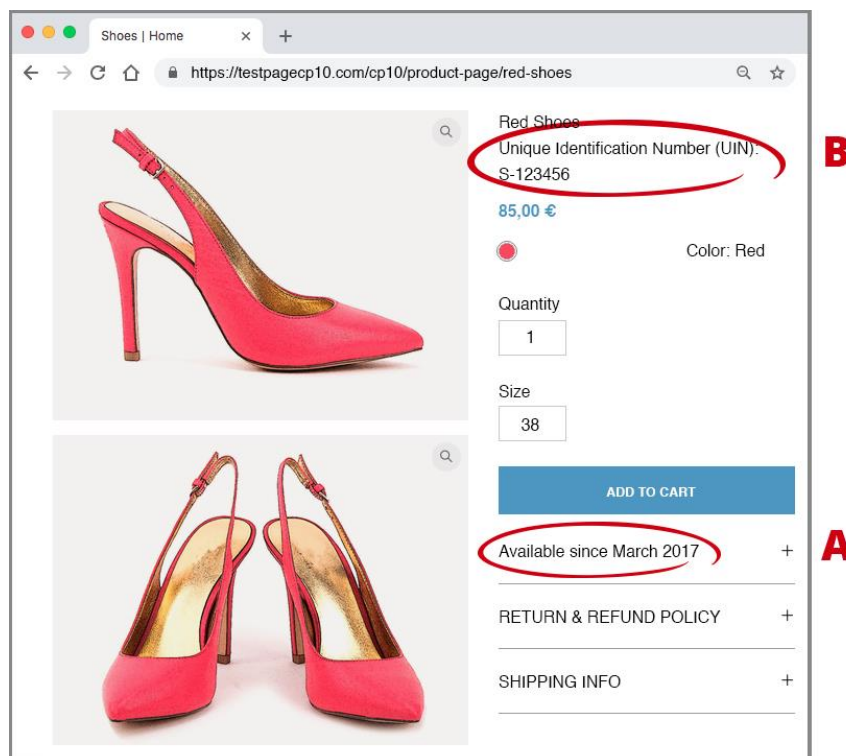 Shoes | Home
https://testpagecp10.com/cp10/product-page/red-shoes
Red Shoes
Unique Identification Number (UIN):
S-123456
B
85,00 €
Color: Red
Quantity
1
Size
38
ADD TO CART
Available since March 2017
A
RETURN & REFUND POLICY
SHIPPING INFO